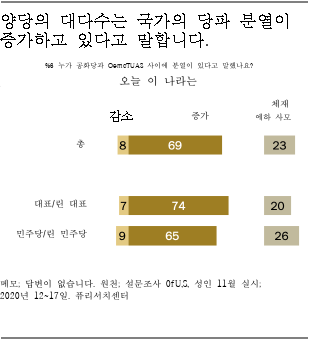 양당의 대다수는 국가의 당파 분열이
증가하고 있다고 말합니다.
%6 누가 공화당과 OemcTUAS 사이에 분열이 있다고 말했나요?
오늘 이 나라는
감소 증가 체재
예하 사모
총 8 69 23
대표/린 대표 7 74 20
민주당/린 민주당 9 65 26
메모, 답변이 없습니다. 원천; 설문조사 0fU.S. 성인 11월 실시;
2020년 12~17일. 퓨리서치센터